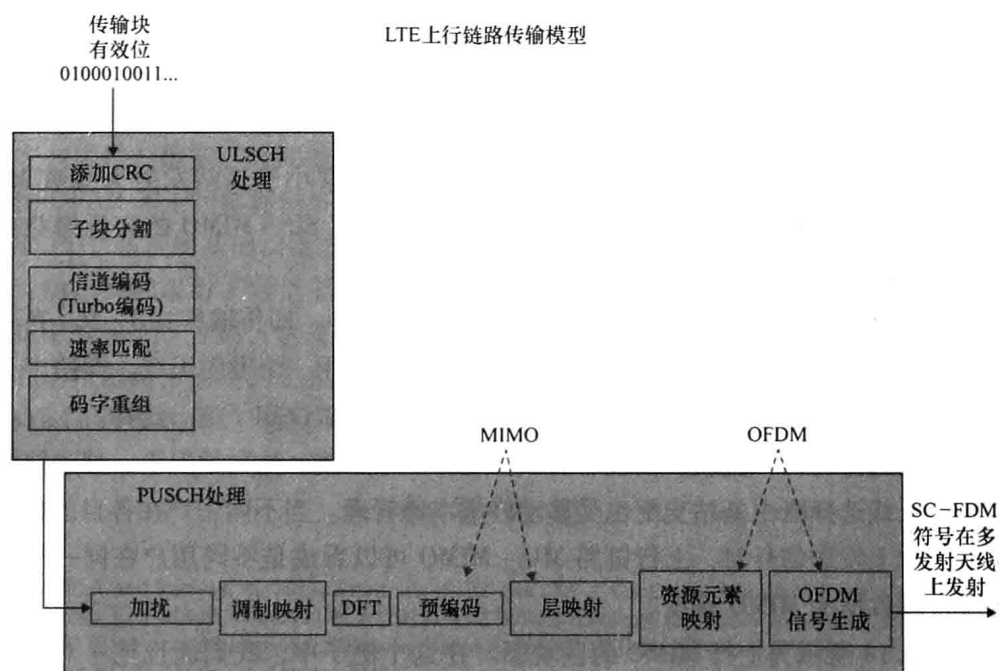 传输块
有效位
0100010011...
LTE上行链路传输模型
ULSCH
处理
添加CRC
子块分割
信道编码
(Turbo编码)
速率匹配
码字重组
MIMO
OFDM
PUSCH处理
SC-FDM
符号在多
发射天线
上发射
加扰
调制映射
DFT
预编码
层映射
资源元素
映射
OFDM
信号生成